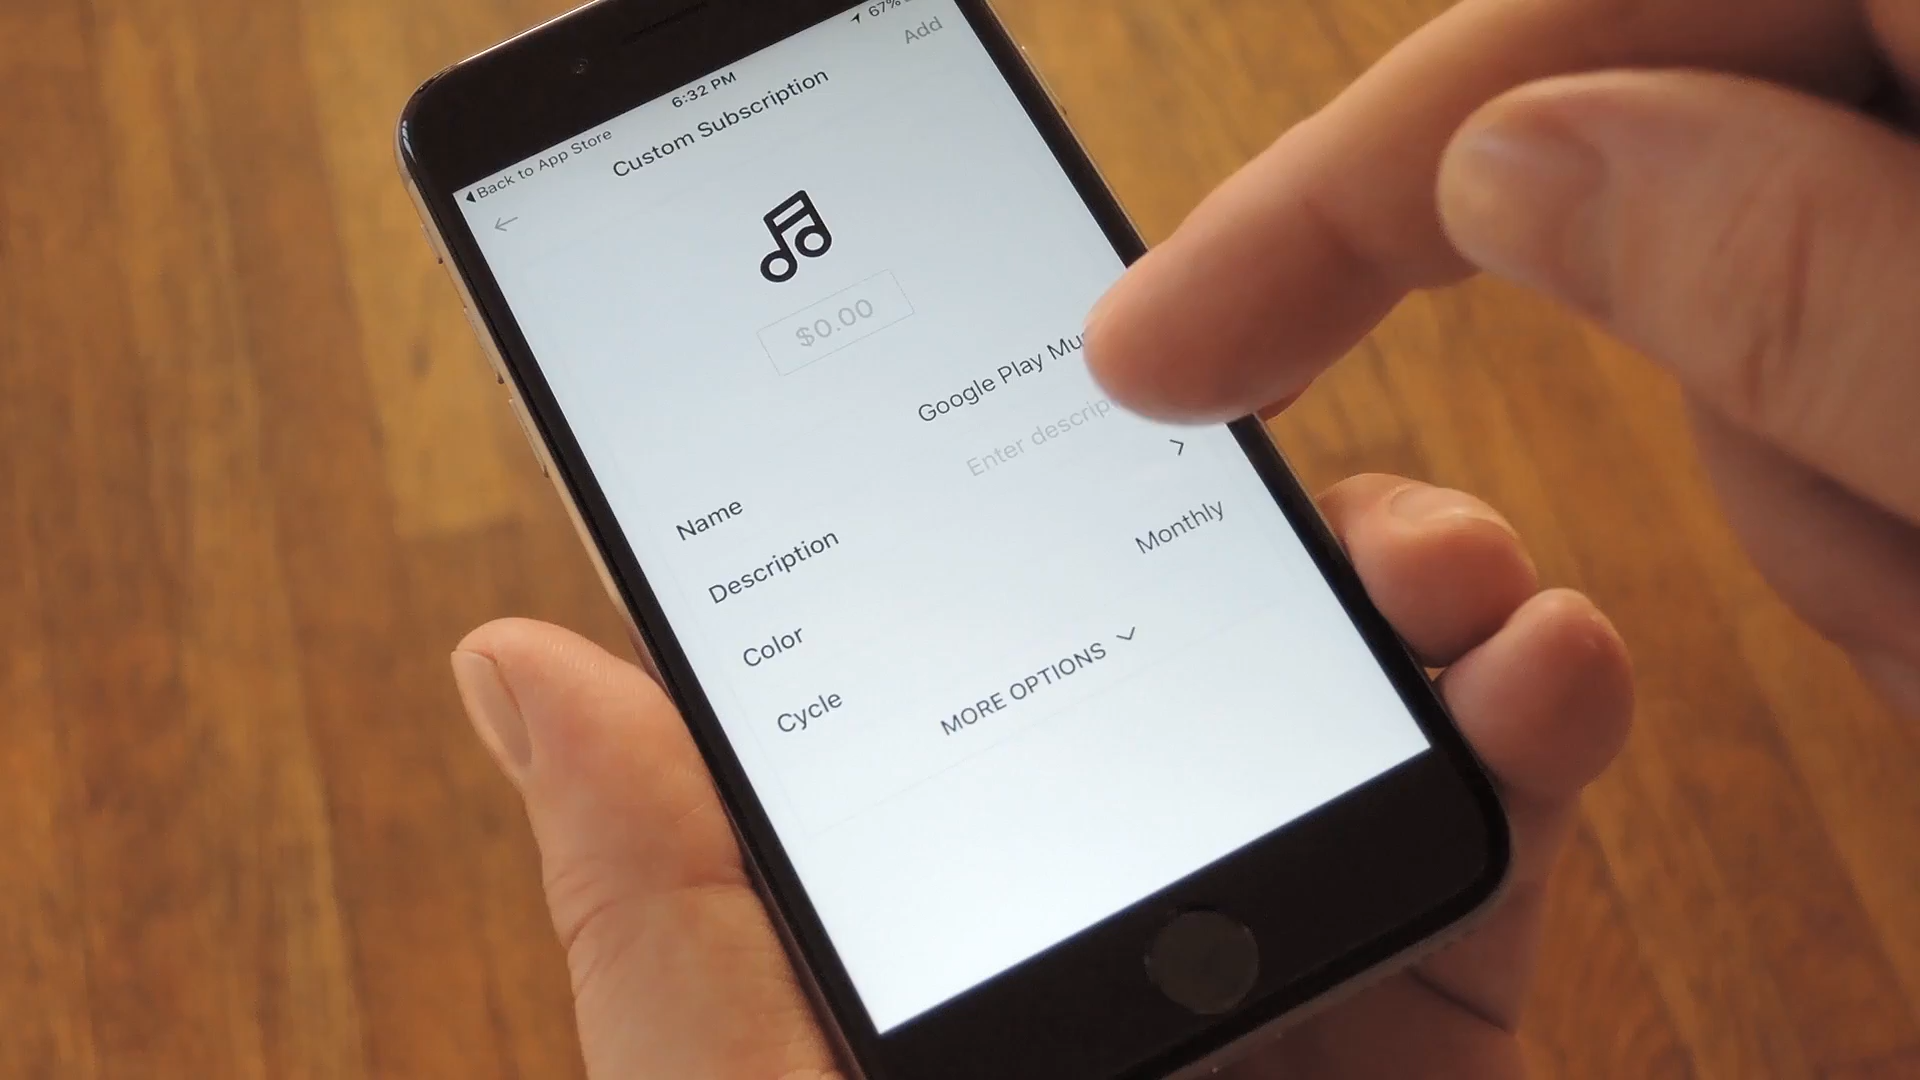 Back to App Store
6:32 PM
67%
Custom Subscription
Add
$0.00
Name
Google Play
Description
Enter
Color
Cycle
Monthly
MORE OPTIONS